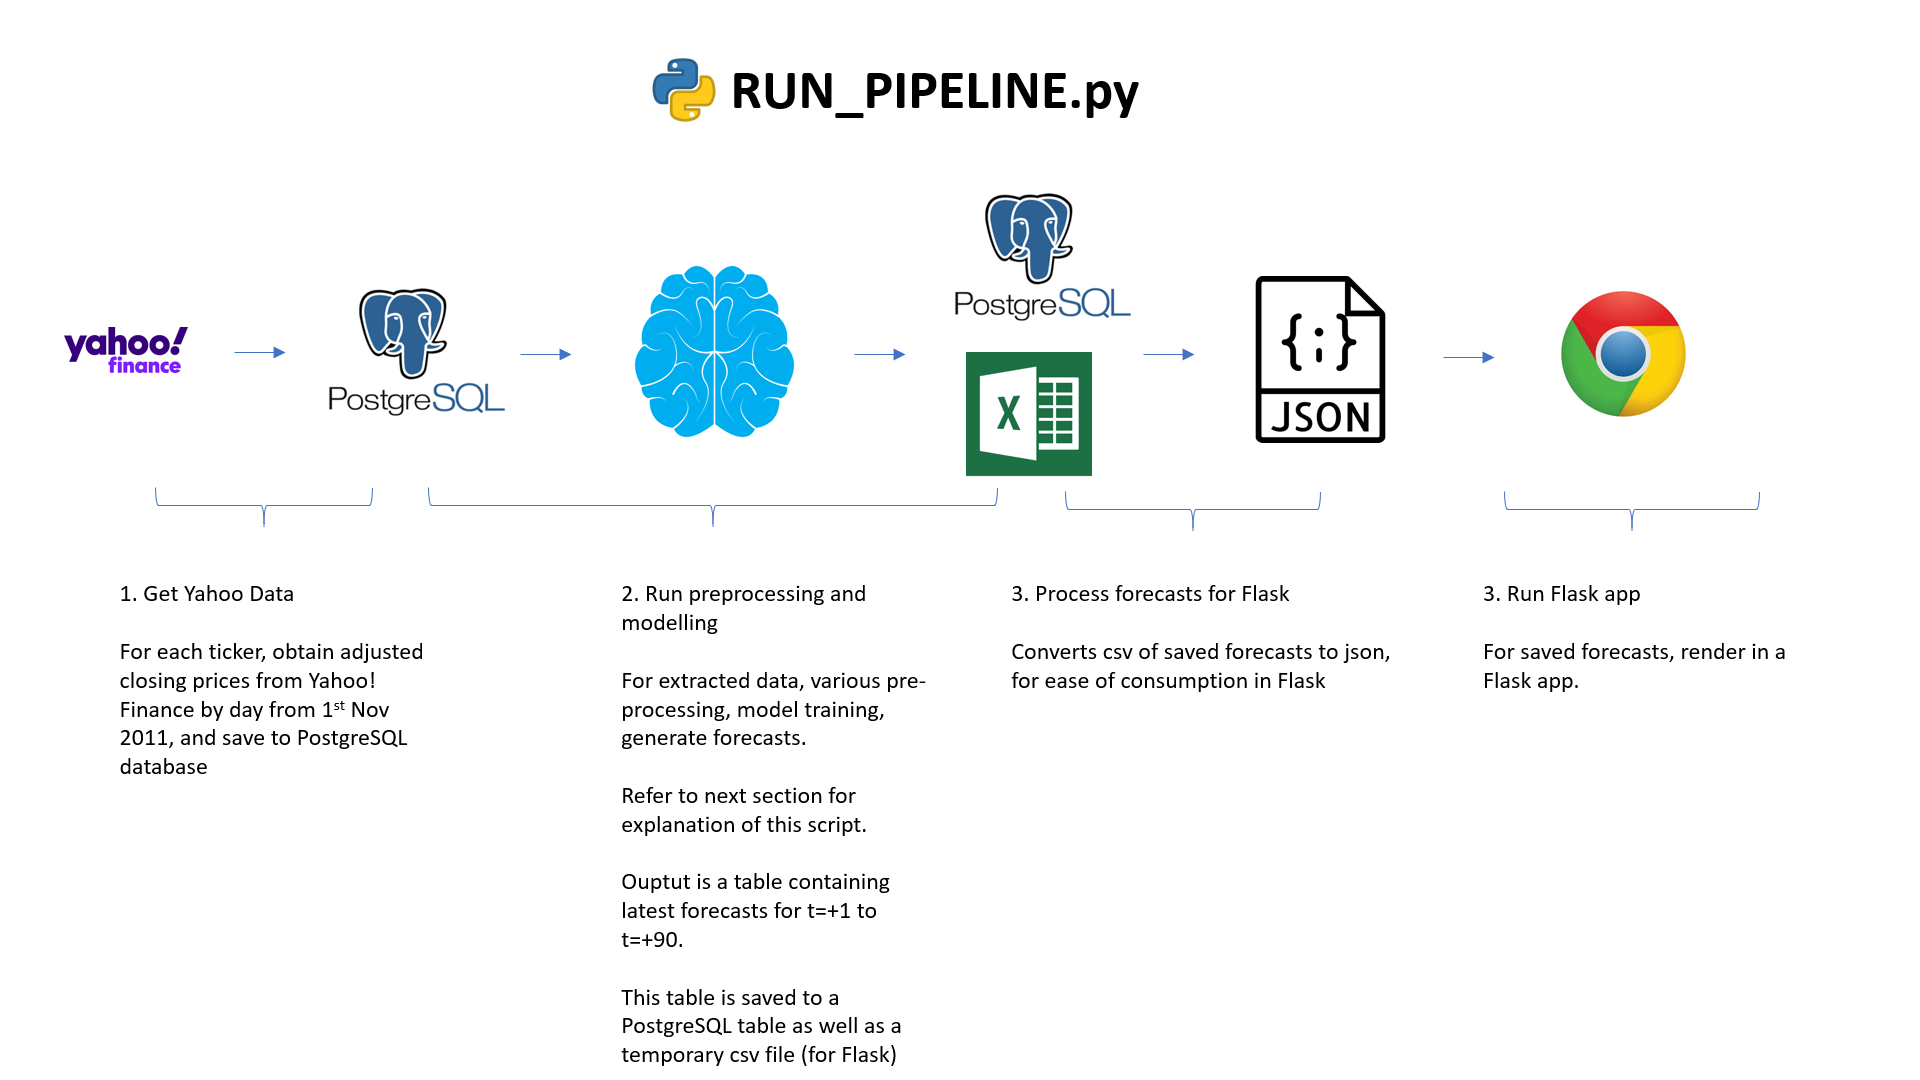 RUN_PIPELINE.py
yahoo!
finance
PostgreSQL
PostgreSQL
X
{;}
JSON
1. Get Yahoo Data
For each ticker, obtain adjusted
closing prices from Yahoo!
Finance by day from 1st Nov
2011, and save to PostgreSQL
database
2. Run preprocessing and
modelling
For extracted data, various pre-
processing, model training,
generate forecasts.
Refer to next section for
explanation of this script.
Ouptut is a table containing
latest forecasts for t=+1 to
t=+90.
This table is saved to a
PostgreSQL table as well as a
temporary csv file (for Flask)
3. Process forecasts for Flask
Converts csv of saved forecasts to json,
for ease of consumption in Flask
3. Run Flask app
For saved forecasts, render in a
Flask app.